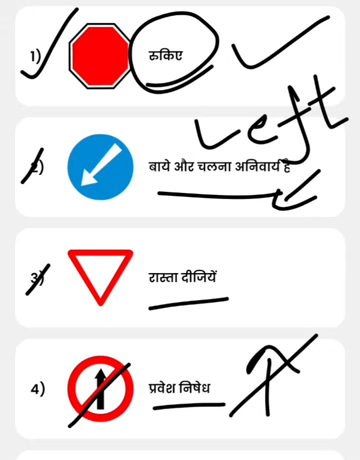 1) रुकिए
Left
2) बाये और चलना अनिवार्य है
3) रास्ता दीजियें
4) प्रवेश निषेध